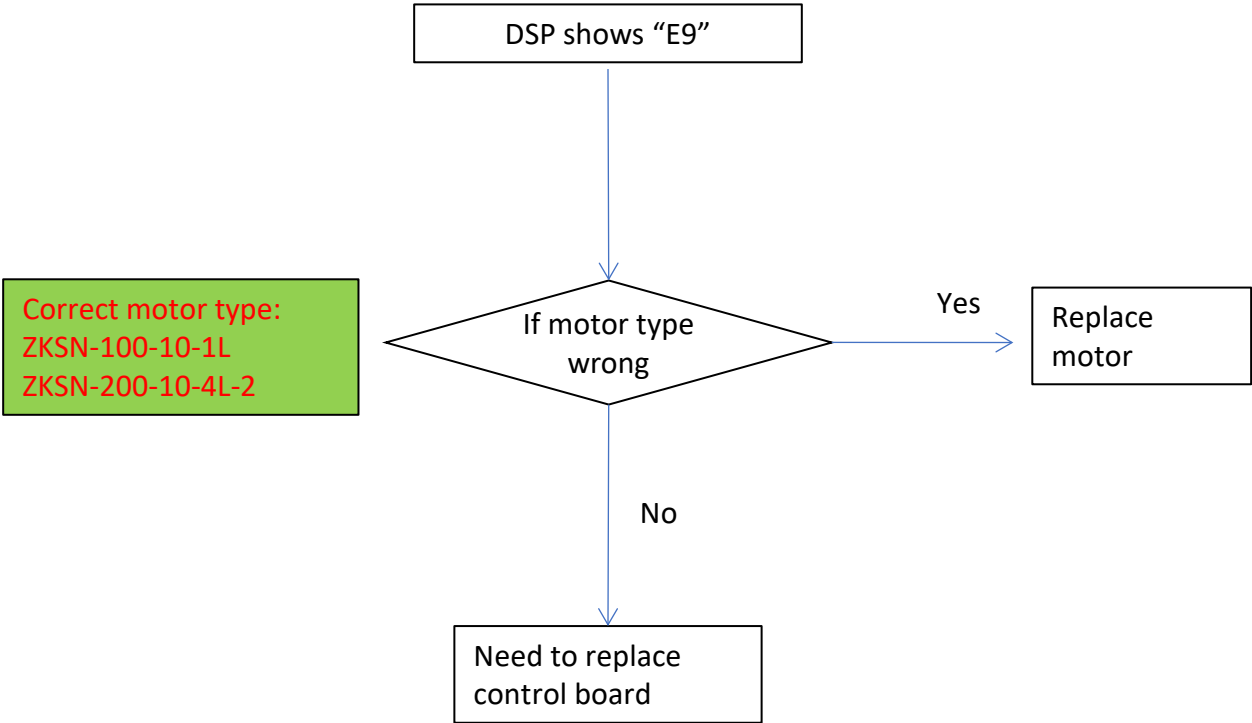 DSP shows “E9”
Correct motor type:
ZKSN-100-10-1L
ZKSN-200-10-4L-2
If motor type
wrong
Yes
Replace
motor
No
Need to replace
control board